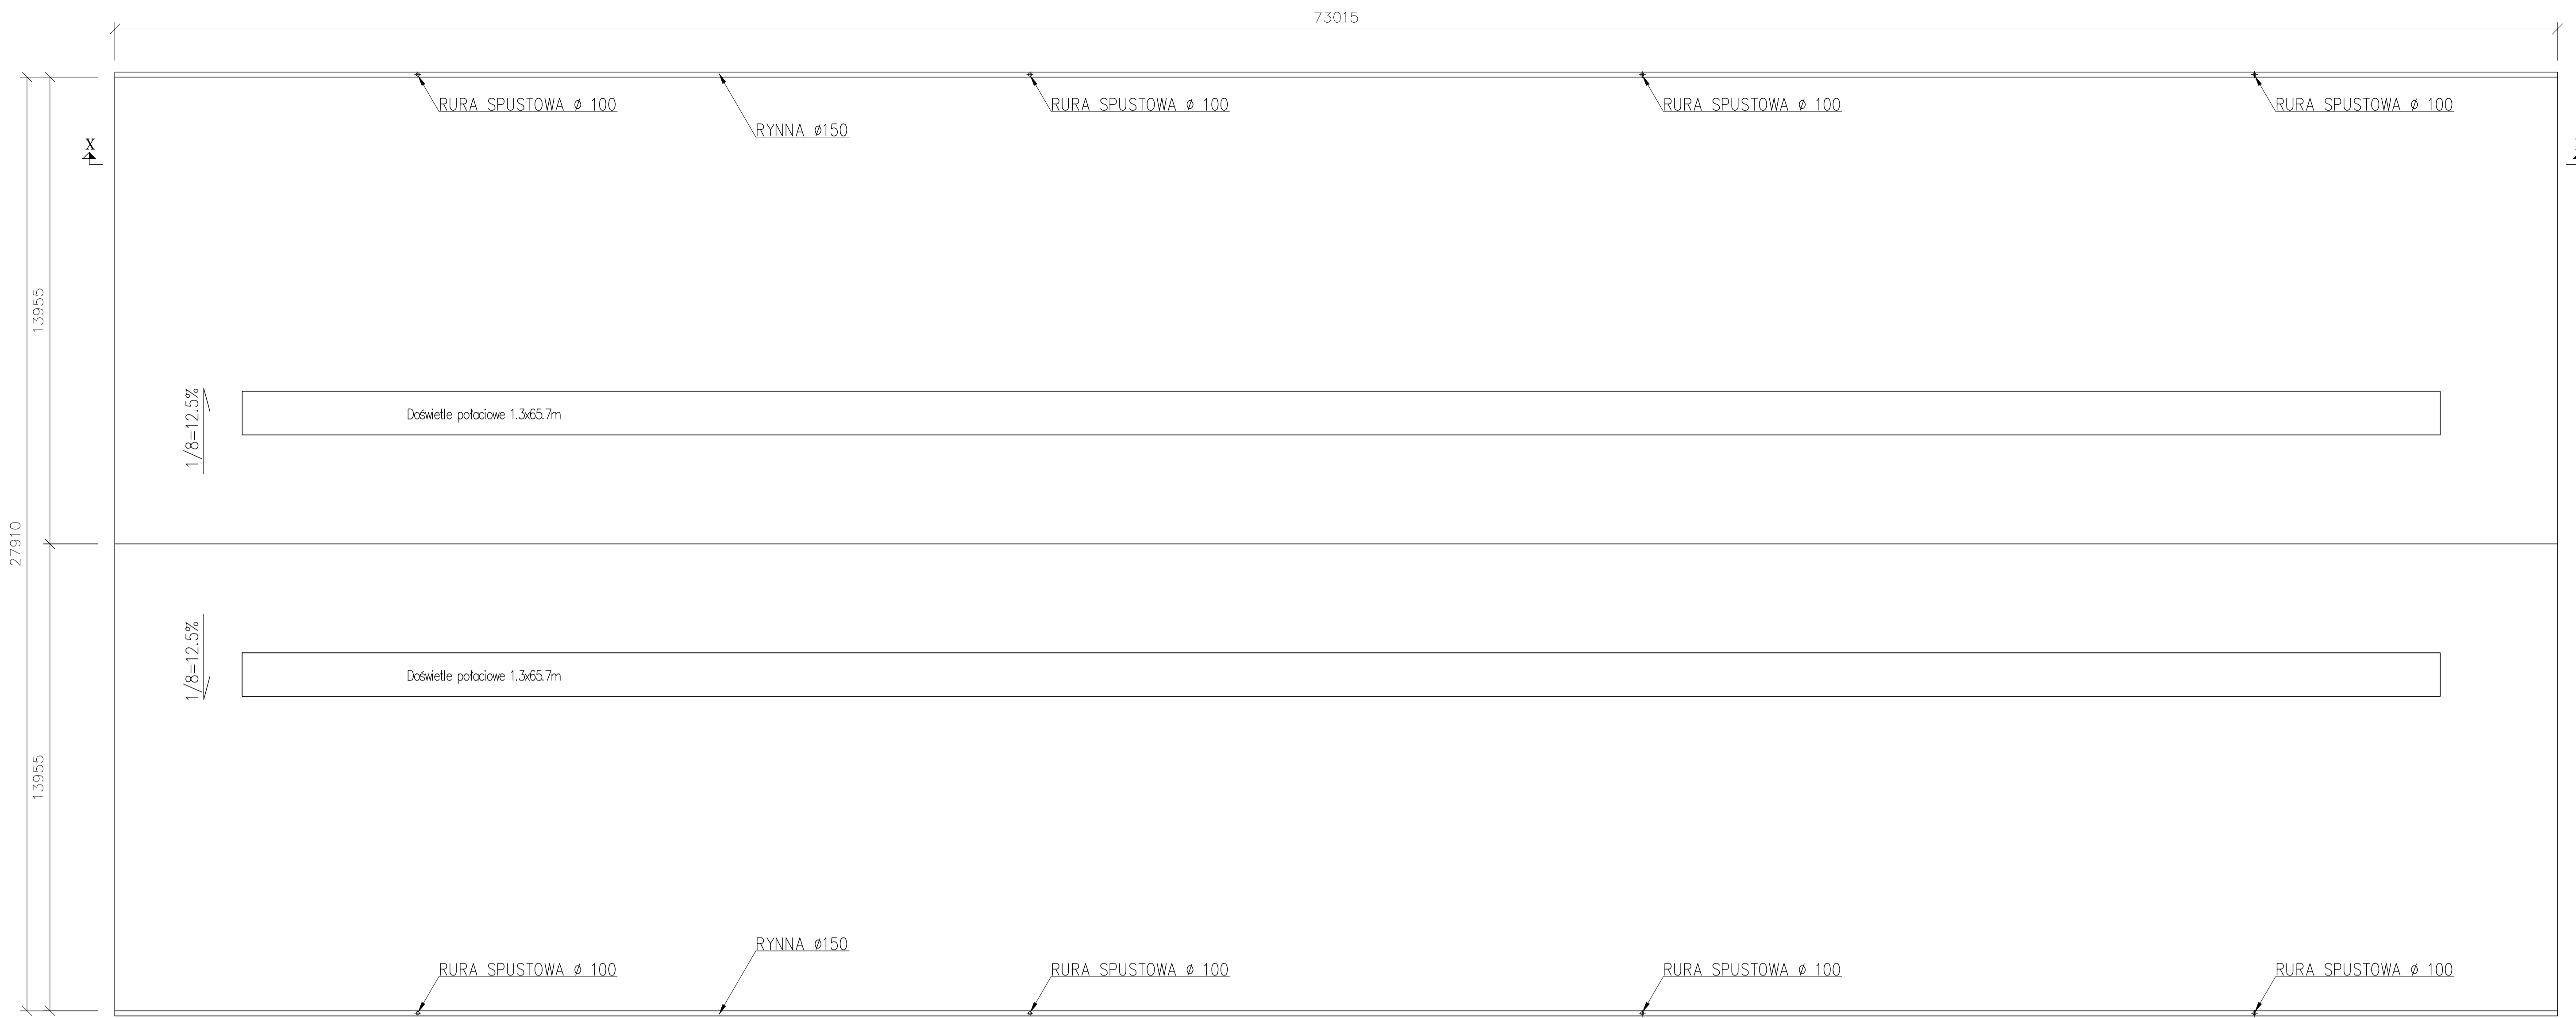 73015
RURA SPUSTOWA ø 100
RURA SPUSTOWA ø 100
RURA SPUSTOWA ø 100
RURA SPUSTOWA ø 100
RYNNA ø150
X
13955
1/8=12.5%
Doświetle połaciowe 1.3x65.7m
27910
1/8=12.5%
Doświetle połaciowe 1.3x65.7m
13955
RYNNA ø150
RURA SPUSTOWA ø 100
RURA SPUSTOWA ø 100
RURA SPUSTOWA ø 100
RURA SPUSTOWA ø 100